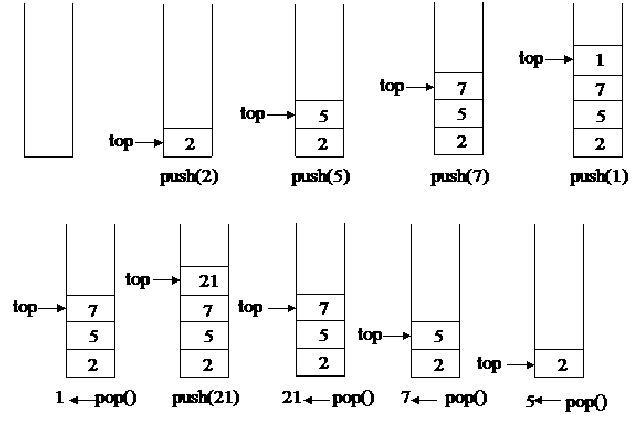 top 1
top 7 7
top 5 5 5
top 2 2 2 2
push(2) push(5) push(7) push(1)
top 21
top 7 7 top 7
5 5 5 top 5
2 2 2 2 top 2
1 pop() push(21) 21 pop() 7 pop() 5 pop()